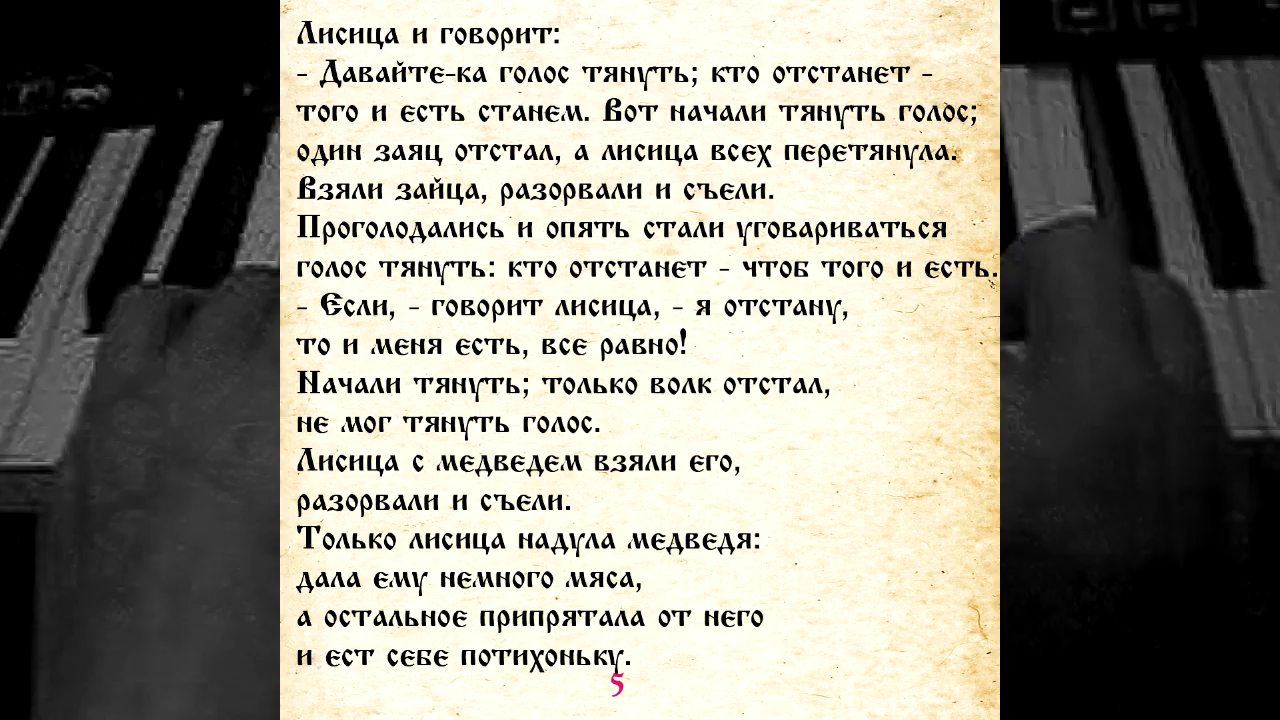 Лисица и говорит:
- Давайте-ка голос тянуть; кто отстанет -
того и есть станем. Вот начали тянуть голос;
один заяц отстал, а лисица всех перетянула.
Взяли зайца, разорвали и съели.
Проголодались и опять стали уговариваться
голос тянуть: кто отстанет - чтоб того и есть.
- Если, - говорит лисица, - я отстану,
то и меня есть, все равно!
Начали тянуть; только волк отстал,
не мог тянуть голос.
Лисица с медведем взяли его,
разорвали и съели.
Только лисица надула медведя:
дала ему немного мяса,
а остальное припрятала от него
и ест себе потихоньку.
5